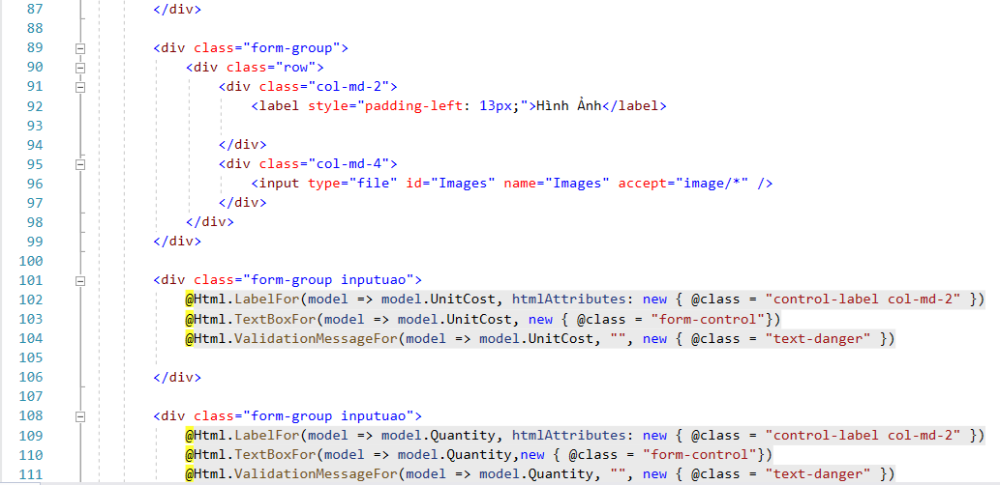 87 </div>
88
89 <div class="form-group">
90 <div class="row">
91 <div class="col-md-2">
92 <label style="padding-left: 13px;">Hình Ảnh</label>
93
94 </div>
95 <div class="col-md-4">
96 <input type="file" id="Images" name="Images" accept="image/*" />
97 </div>
98 </div>
99 </div>
100
101 <div class="form-group inputuao">
102 @Html.LabelFor(model => model.UnitCost, htmlAttributes: new { @class = "control-label col-md-2" })
103 @Html.TextBoxFor(model => model.UnitCost, new { @class = "form-control"})
104 @Html.ValidationMessageFor(model => model.UnitCost, "", new { @class = "text-danger" })
105
106 </div>
107
108 <div class="form-group inputuao">
109 @Html.LabelFor(model => model.Quantity, htmlAttributes: new { @class = "control-label col-md-2" })
110 @Html.TextBoxFor(model => model.Quantity,new { @class = "form-control"})
111 @Html.ValidationMessageFor(model => model.Quantity, "", new { @class = "text-danger" })